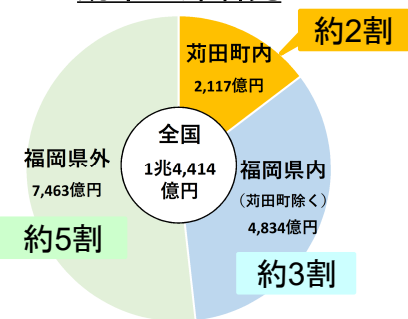 約2割
苅田町内
2,117億円
全国
1兆4,414
億円
福岡県外
7,463億円
福岡県内
（苅田町除く）
4,834億円
約5割
約3割